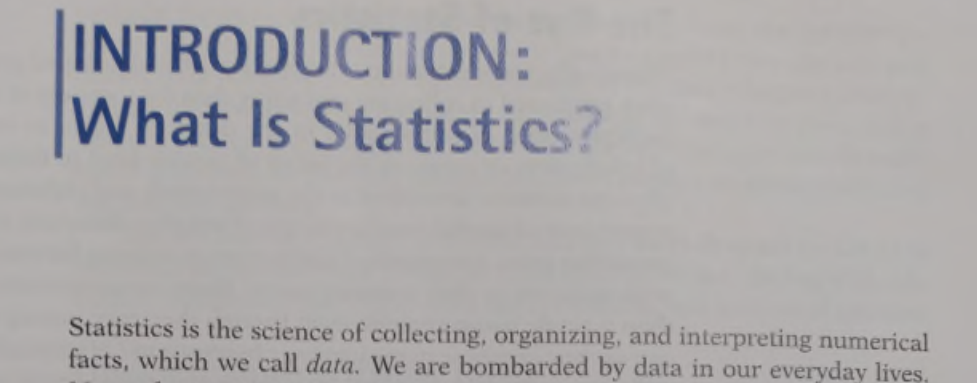 INTRODUCTION:
What Is Statistics?
Statistics is the science of collecting, organizing, and interpreting numerical
facts, which we call data. We are bombarded by data in our everyday lives.